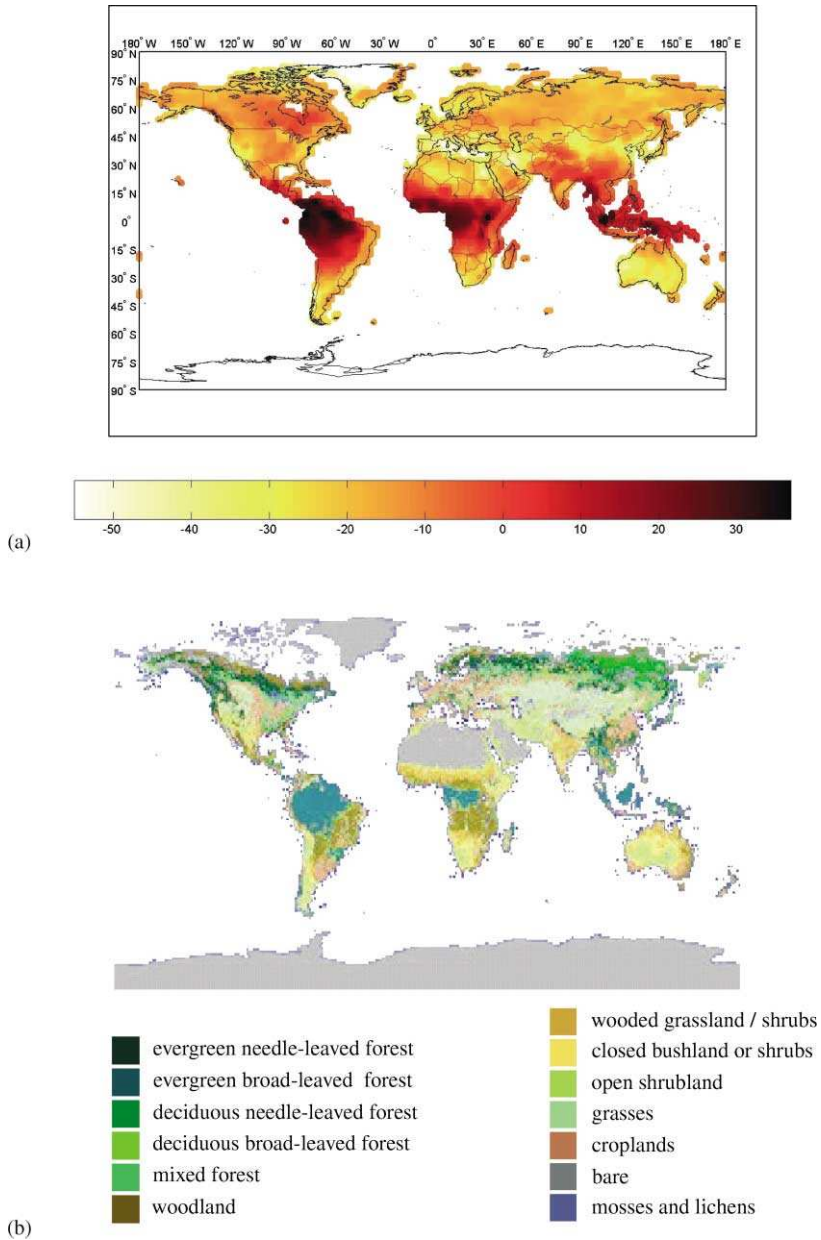 180° W 150° W 120° W 90° W 60° W 30° W 0° 30° E 60° E 90° E 120° E 150° E 180° E
90° N
75° N
60° N
45° N
30° N
15° N
0°
15° S
30° S
45° S
60° S
75° S
90° S
-50 -40 -30 -20 -10 0 10 20 30
(a)
evergreen needle-leaved forest
evergreen broad-leaved forest
deciduous needle-leaved forest
deciduous broad-leaved forest
mixed forest
woodland
wooded grassland / shrubs
closed bushland or shrubs
open shrubland
grasses
croplands
bare
mosses and lichens
(b)